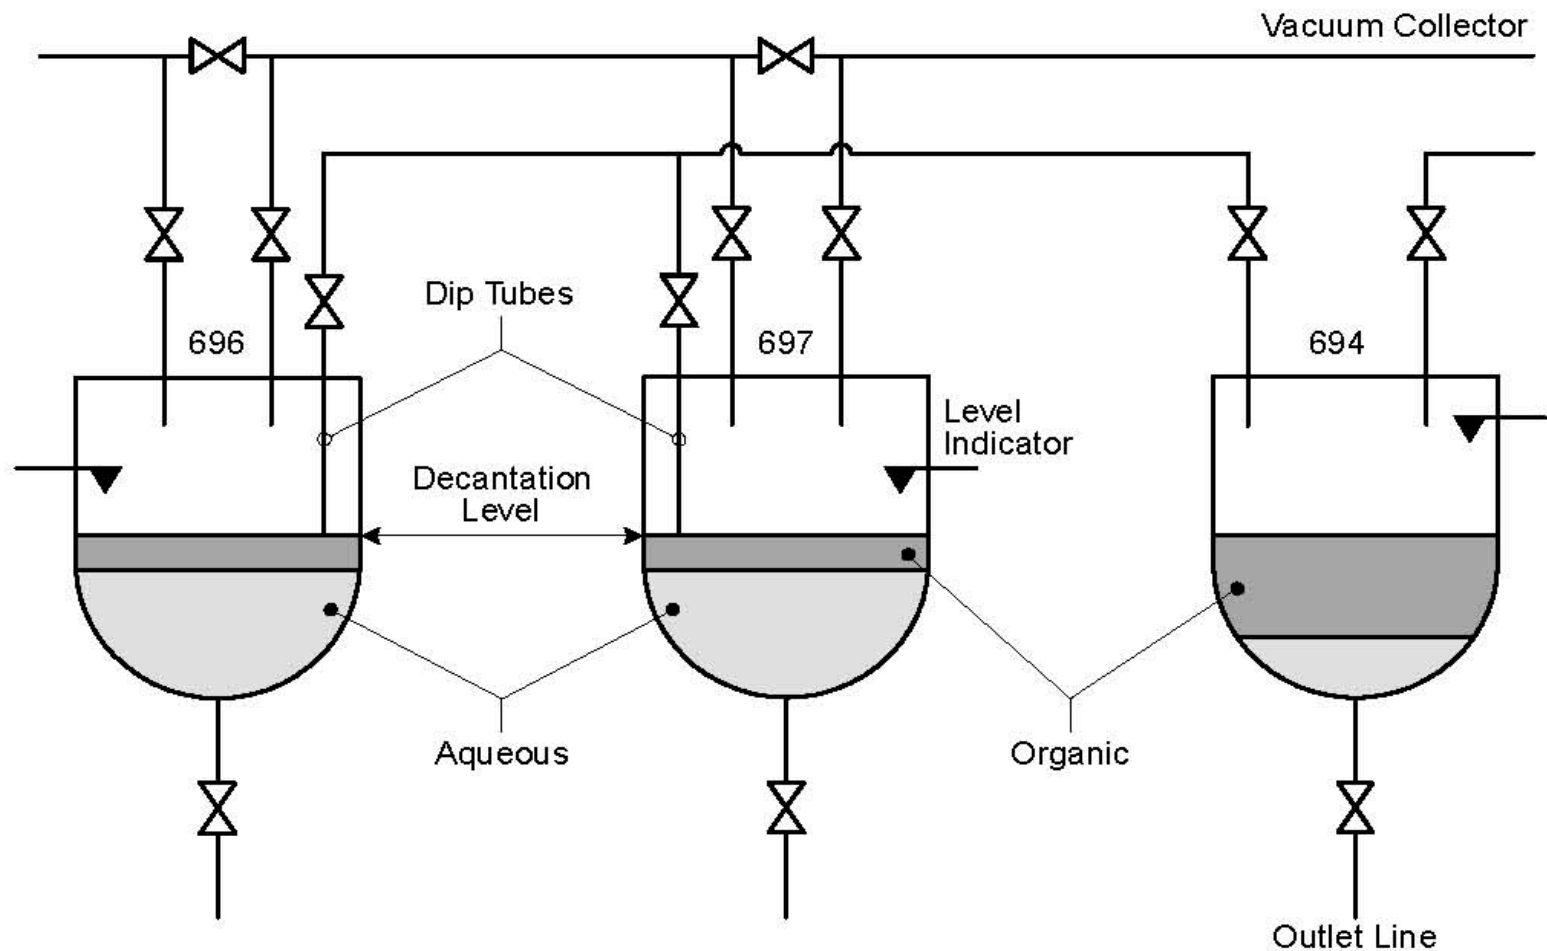 Vacuum Collector
Dip Tubes
696
697
694
Level
Indicator
Decantation
Level
Aqueous
Organic
Outlet Line